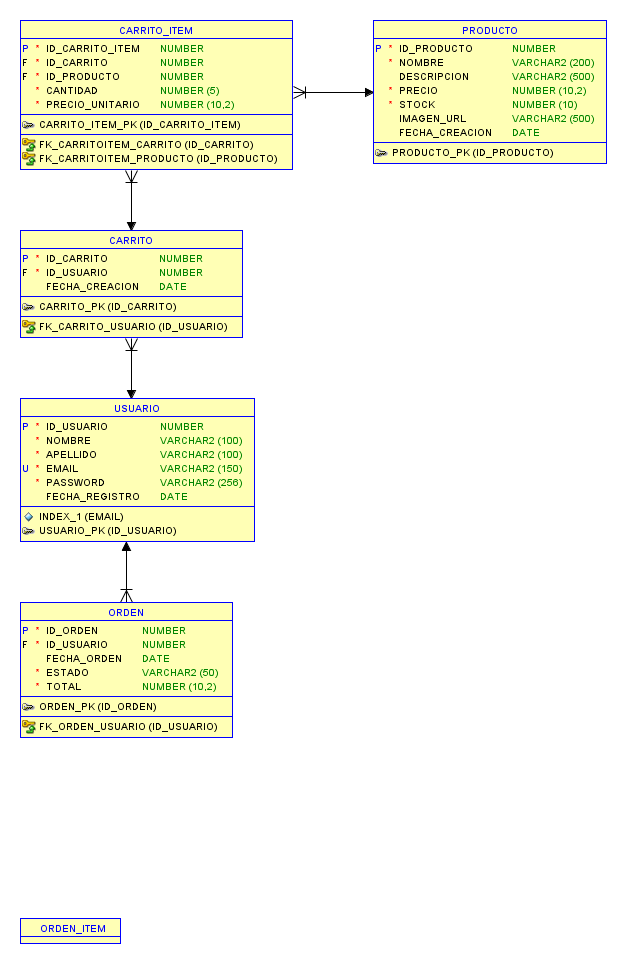 CARRITO_ITEM
P * ID_CARRITO_ITEM NUMBER
F * ID_CARRITO NUMBER
F * ID_PRODUCTO NUMBER
* CANTIDAD NUMBER (5)
* PRECIO_UNITARIO NUMBER (10,2)
CARRITO_ITEM_PK (ID_CARRITO_ITEM)
FK_CARRITOITEM_CARRITO (ID_CARRITO)
FK_CARRITOITEM_PRODUCTO (ID_PRODUCTO)
PRODUCTO
P * ID_PRODUCTO NUMBER
* NOMBRE VARCHAR2 (200)
DESCRIPCION VARCHAR2 (500)
* PRECIO NUMBER (10,2)
* STOCK NUMBER (10)
IMAGEN_URL VARCHAR2 (500)
FECHA_CREACION DATE
PRODUCTO_PK (ID_PRODUCTO)
CARRITO
P * ID_CARRITO NUMBER
F * ID_USUARIO NUMBER
FECHA_CREACION DATE
CARRITO_PK (ID_CARRITO)
FK_CARRITO_USUARIO (ID_USUARIO)
USUARIO
P * ID_USUARIO NUMBER
* NOMBRE VARCHAR2 (100)
* APELLIDO VARCHAR2 (100)
U * EMAIL VARCHAR2 (150)
* PASSWORD VARCHAR2 (256)
FECHA_REGISTRO DATE
INDEX_1 (EMAIL)
USUARIO_PK (ID_USUARIO)
ORDEN
P * ID_ORDEN NUMBER
F * ID_USUARIO NUMBER
FECHA_ORDEN DATE
* ESTADO VARCHAR2 (50)
* TOTAL NUMBER (10,2)
ORDEN_PK (ID_ORDEN)
FK_ORDEN_USUARIO (ID_USUARIO)
ORDEN_ITEM